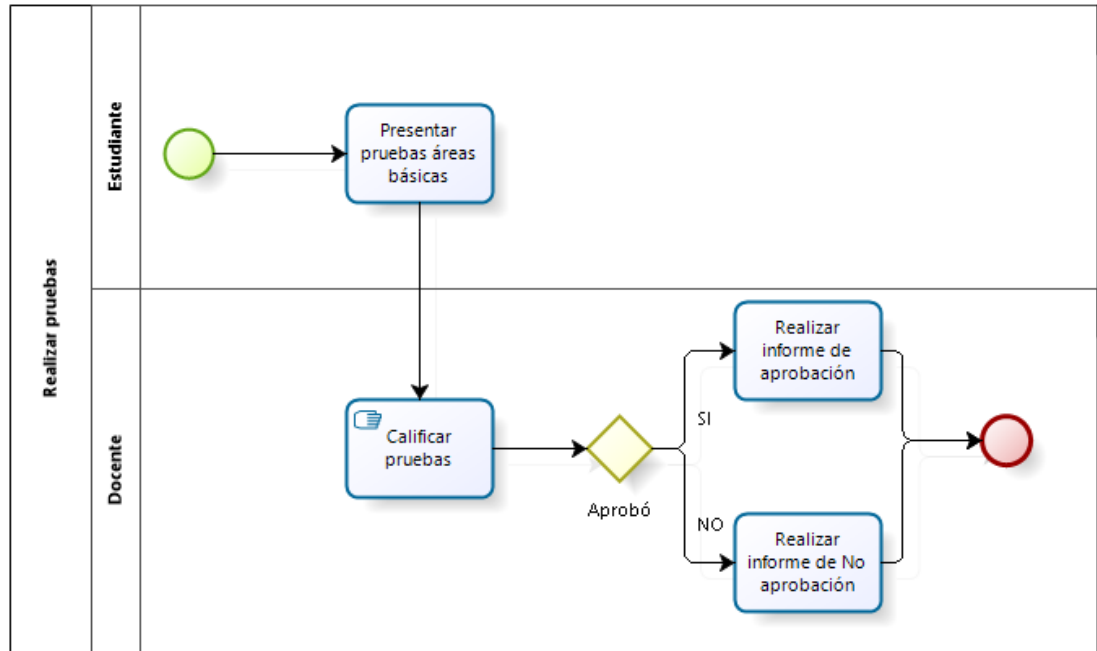 Realizar pruebas
Estudiante
Presentar
pruebas áreas
básicas
Docente
Calificar
pruebas
Aprobó
SI
Realizar
informe de
aprobación
NO
Realizar
informe de No
aprobación